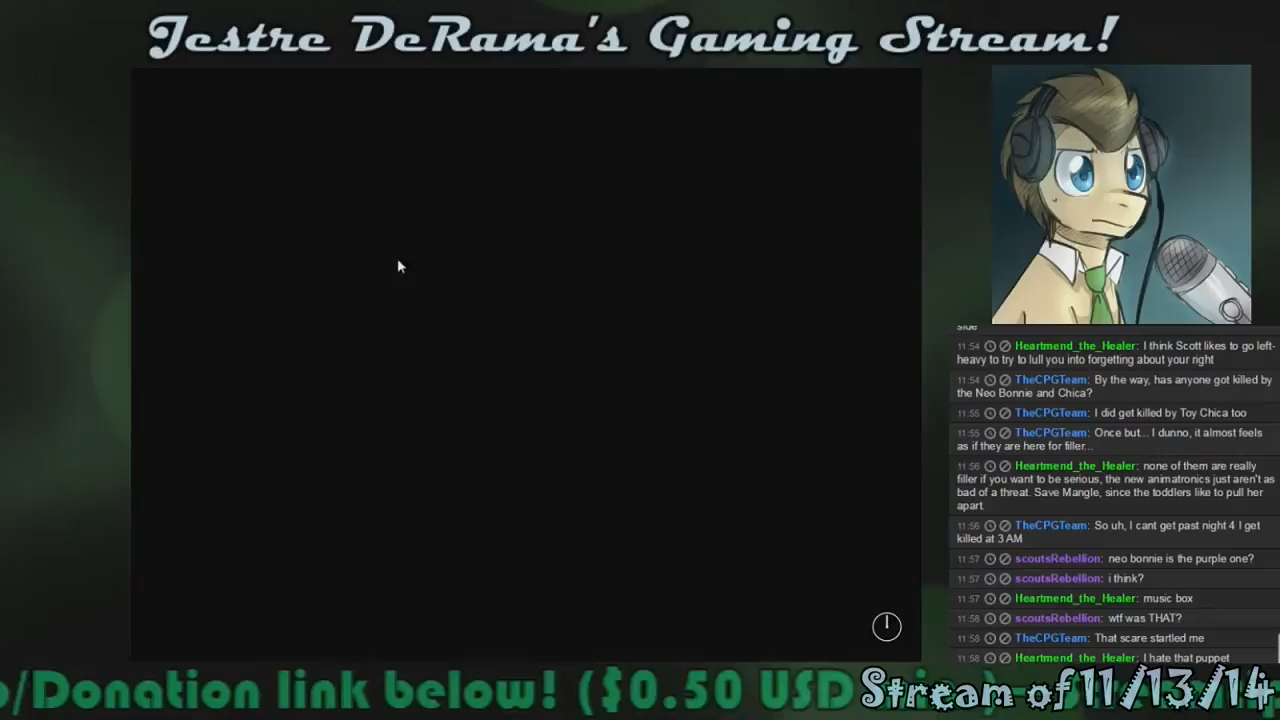 Jestre DeRama's Gaming Stream!
11:54 Heartmend_the_Healer: I think Scott likes to go left-
heavy to try to lull you into forgetting about your right
11:54 TheCPGTeam: By the way, has anyone got killed by
the Neo Bonnie and Chica?
11:55 TheCPGTeam: I did get killed by Toy Chica too
11:55 TheCPGTeam: Once but... I dunno, it almost feels
as if they are here for filler...
11:56 Heartmend_the_Healer: none of them are really
filler if you want to be serious, the new animatronics just aren't as
bad of a threat. Save Mangle, since the toddlers like to pull her
apart.
11:56 TheCPGTeam: So uh, I cant get past night 4 I get
killed at 3 AM
11:57 scoutsRebellion: neo bonnie is the purple one?
11:57 scoutsRebellion: i think?
11:57 Heartmend_the_Healer: music box
11:58 scoutsRebellion: wtf was THAT?
11:58 TheCPGTeam: That scare startled me
11:58 Heartmend_the_Healer: I hate that puppet
/Donation link below! ($0.50 USD
Stream of 11/13/14